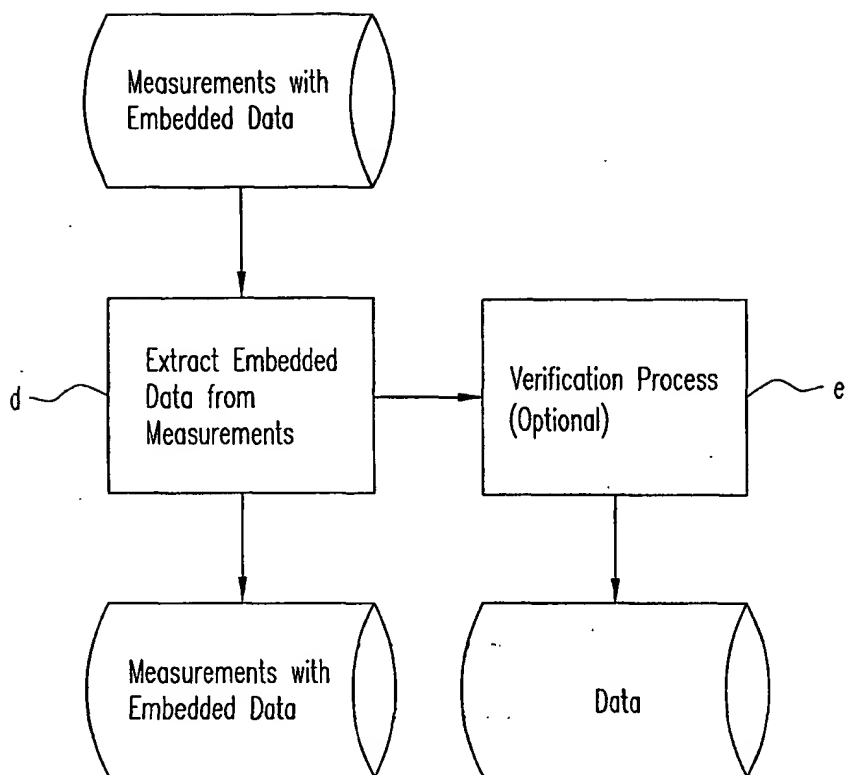 Measurements with
Embedded Data
d
Extract Embedded
Data from
Measurements
Verification Process
(Optional)
e
Measurements with
Embedded Data
Data